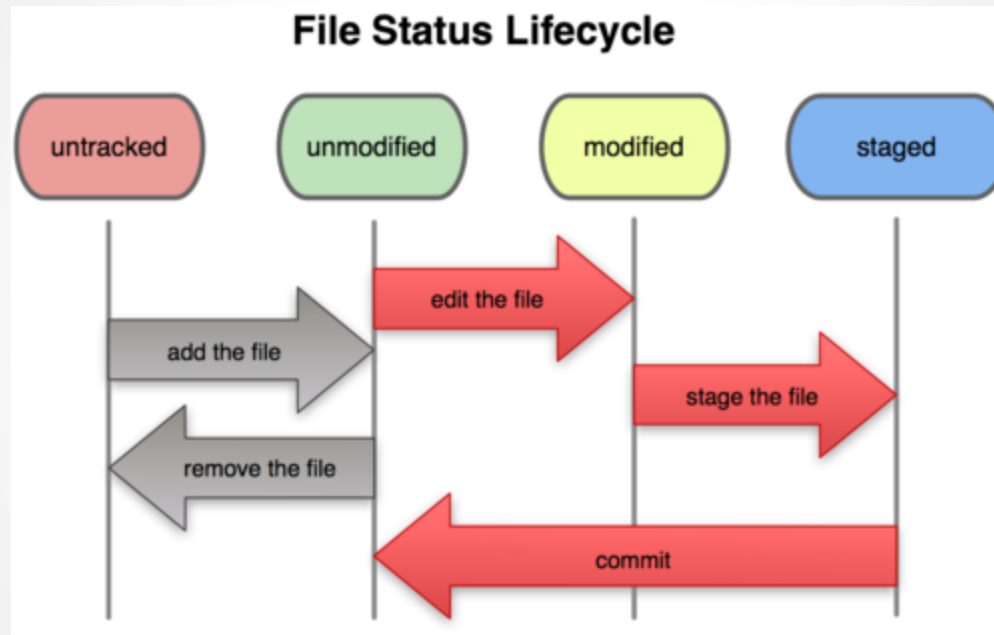 File Status Lifecycle
untracked
unmodified
modified
staged
edit the file
add the file
stage the file
remove the file
commit